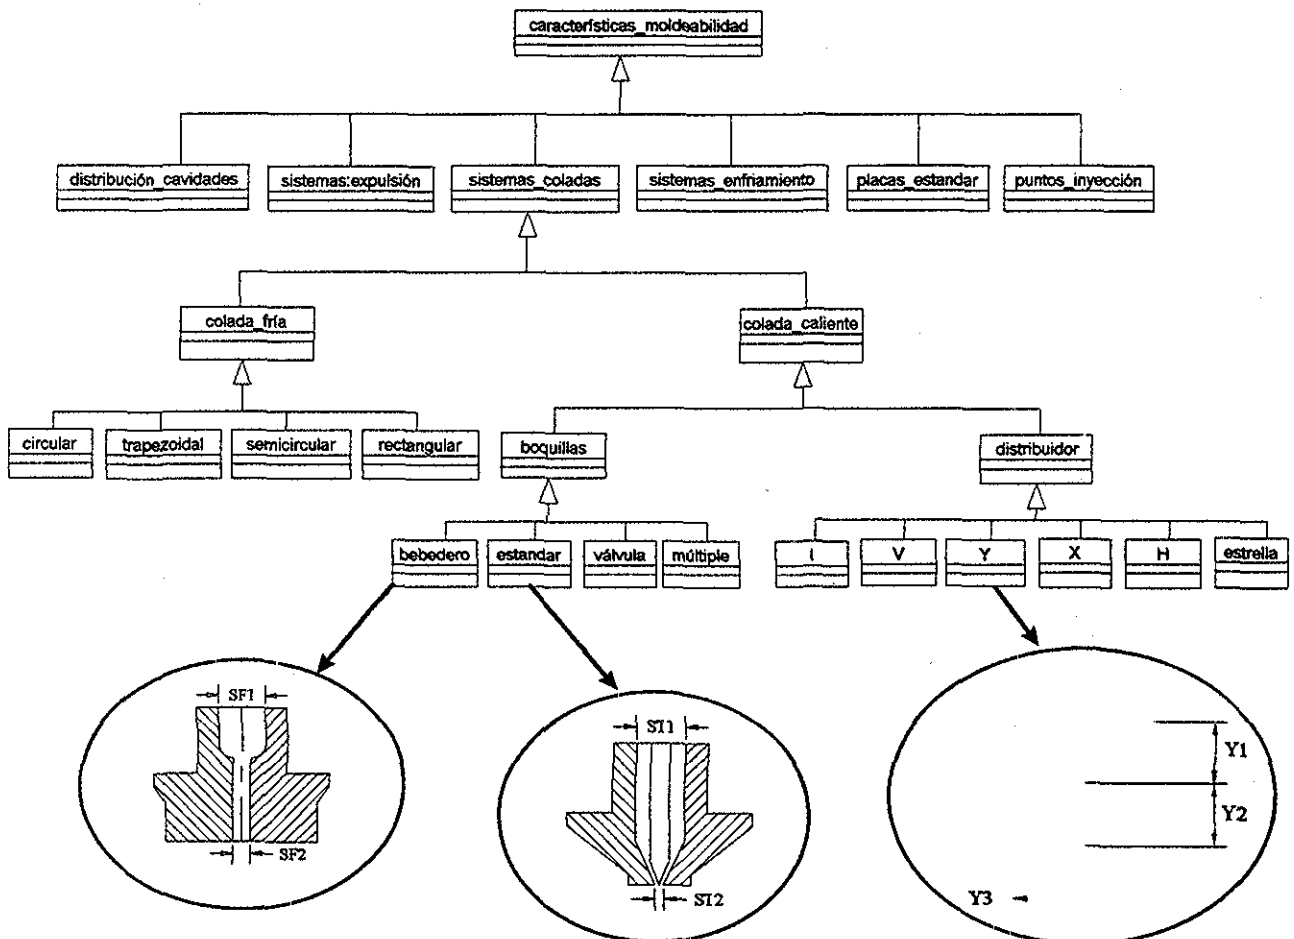 características_moldeabilidad
distribución_cavidades
sistemas:expulsión
sistemas_coladas
sistemas_enfriamiento
placas_estandar
puntos_inyección
colada_fría
colada_caliente
circular
trapezoidal
semicircular
rectangular
boquillas
distribuidor
bebedero
estandar
válvula
múltiple
I
V
Y
X
H
estrella
SF1
SF2
ST1
ST2
Y1
Y2
Y3